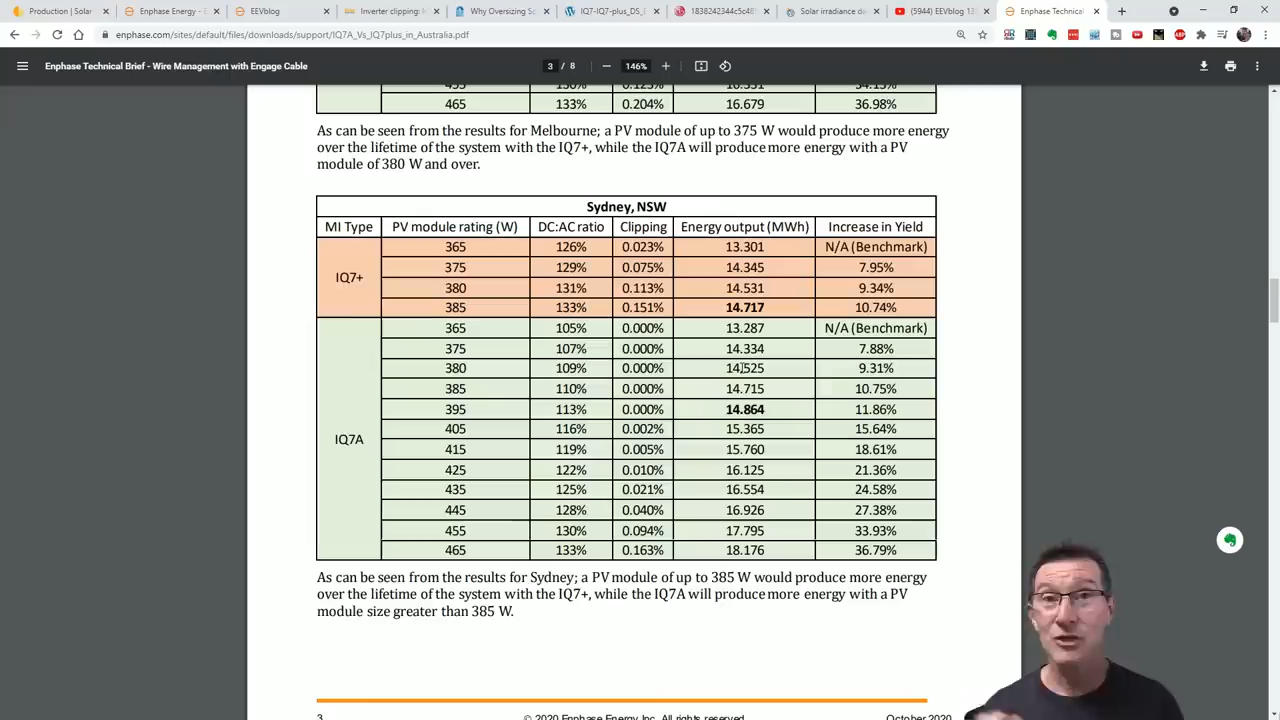 Production | Solar
Enphase Energy - E
EEVblog
Inverter clipping:
Why Oversizing So
IQ7-IQ7-plus_DS_E
1838242344c5c485
Solar irradiance da
(5944) EEVblog 13
Enphase Technical
enphase.com/sites/default/files/downloads/support/IQ7A_Vs_IQ7plus_in_Australia.pdf
Enphase Technical Brief - Wire Management with Engage Cable
3 / 8
146%
465 133% 0.204% 16.679 36.98%
As can be seen from the results for Melbourne; a PV module of up to 375 W would produce more energy
over the lifetime of the system with the IQ7+, while the IQ7A will produce more energy with a PV
module of 380 W and over.
Sydney, NSW
MI Type PV module rating (W) DC:AC ratio Clipping Energy output (MWh) Increase in Yield
IQ7+
365 126% 0.023% 13.301 N/A (Benchmark)
375 129% 0.075% 14.345 7.95%
380 131% 0.113% 14.531 9.34%
385 133% 0.151% 14.717 10.74%
IQ7A
365 105% 0.000% 13.287 N/A (Benchmark)
375 107% 0.000% 14.334 7.88%
380 109% 0.000% 14.525 9.31%
385 110% 0.000% 14.715 10.75%
395 113% 0.000% 14.864 11.86%
405 116% 0.002% 15.365 15.64%
415 119% 0.005% 15.760 18.61%
425 122% 0.010% 16.125 21.36%
435 125% 0.021% 16.554 24.58%
445 128% 0.040% 16.926 27.38%
455 130% 0.094% 17.795 33.93%
465 133% 0.163% 18.176 36.79%
As can be seen from the results for Sydney; a PV module of up to 385 W would produce more energy
over the lifetime of the system with the IQ7+, while the IQ7A will produce more energy with a PV
module size greater than 385 W.
3 © 2020 Enphase Energy Inc. All rights reserved October 2020